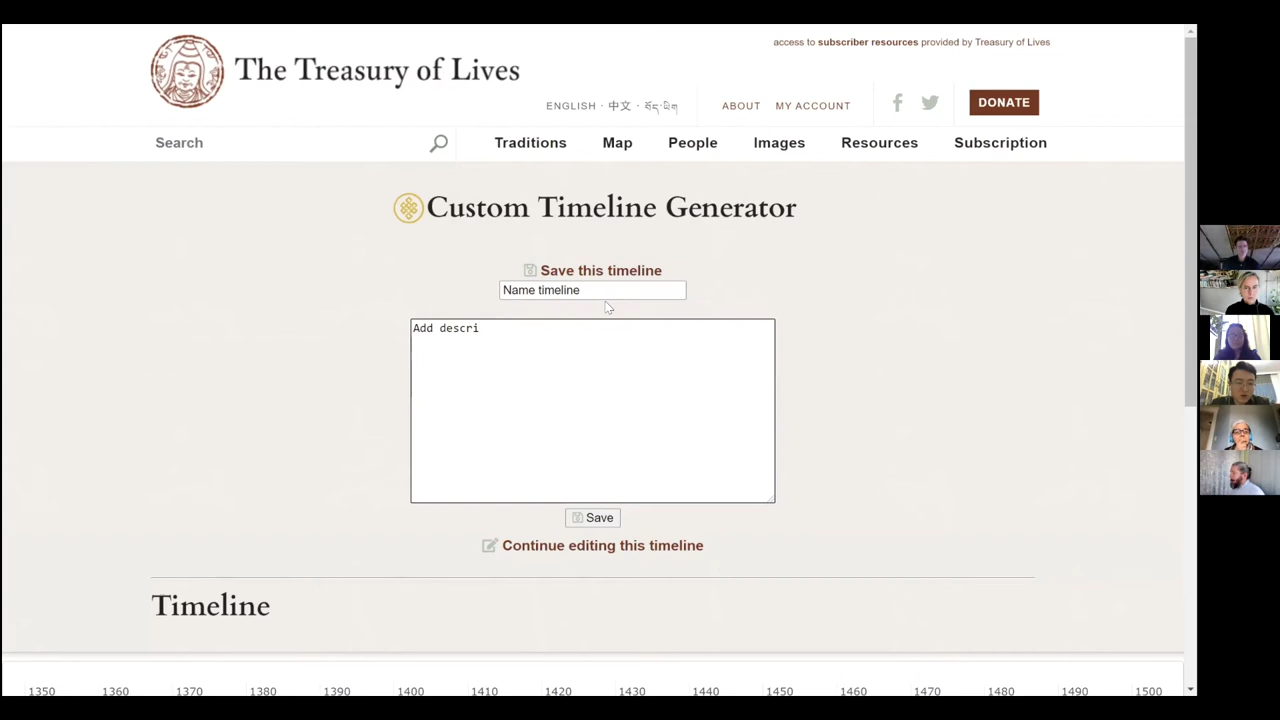 access to subscriber resources provided by Treasury of Lives
The Treasury of Lives
ENGLISH · 中文 · བོད་ཡིག
ABOUT MY ACCOUNT
DONATE
Search
Traditions Map People Images Resources Subscription
Custom Timeline Generator
Save this timeline
Name timeline
Add descri
Save
Continue editing this timeline
Timeline
1350 1360 1370 1380 1390 1400 1410 1420 1430 1440 1450 1460 1470 1480 1490 1500